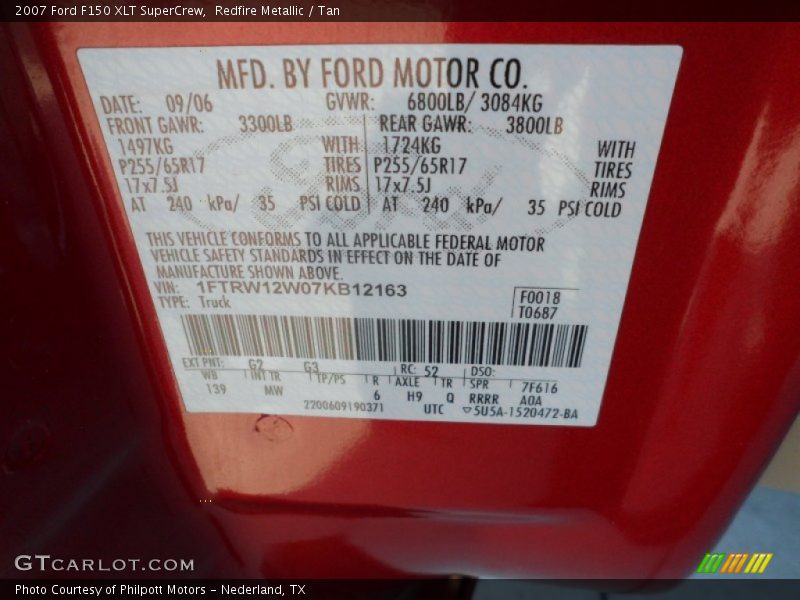 2007 Ford F150 XLT SuperCrew, Redfire Metallic / Tan
MFD. BY FORD MOTOR CO.
DATE: 09/06 GVWR: 6800LB/ 3084KG
FRONT GAWR: 3300LB REAR GAWR: 3800LB
1497KG WITH 1724KG WITH
P255/65R17 TIRES P255/65R17 TIRES
17x7.5J RIMS 17x7.5J RIMS
AT 240 kPa/ 35 PSI COLD AT 240 kPa/ 35 PSI COLD
THIS VEHICLE CONFORMS TO ALL APPLICABLE FEDERAL MOTOR
VEHICLE SAFETY STANDARDS IN EFFECT ON THE DATE OF
MANUFACTURE SHOWN ABOVE.
VIN: 1FTRW12W07KB12163
TYPE: Truck
F0018
T0687
EXT PNT: G2 G3 RC: 52 DSO:
WB INT TR TP/PS R AXLE TR SPR 7F616
139 MW 6 H9 Q RRRR A0A
2200609190371 UTC ▽5U5A-1520472-BA
Ford
GTCARLOT.COM
Photo Courtesy of Philpott Motors - Nederland, TX